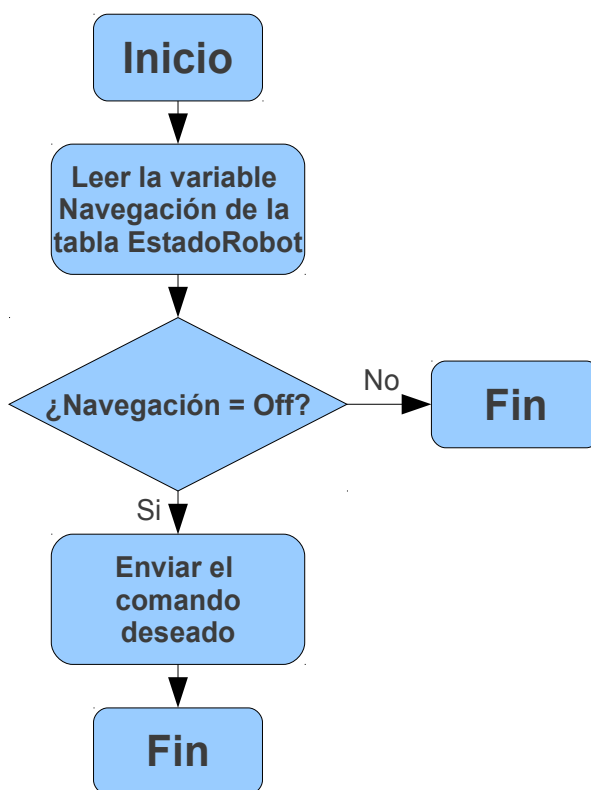 Inicio
Leer la variable
Navegación de la
tabla EstadoRobot
¿Navegación = Off?
No
Fin
Si
Enviar el
comando
deseado
Fin